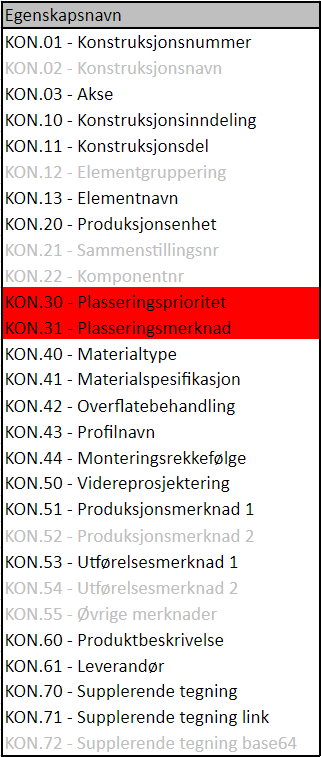 Egenskapsnavn
KON.01 - Konstruksjonsnummer
KON.02 - Konstruksjonsnavn
KON.03 - Akse
KON.10 - Konstruksjonsinndeling
KON.11 - Konstruksjonsdel
KON.12 - Elementgruppering
KON.13 - Elementnavn
KON.20 - Produksjonsenhet
KON.21 - Sammenstillingsnr
KON.22 - Komponentnr
KON.30 - Plasseringsprioritet
KON.31 - Plasseringsmerknad
KON.40 - Materialtype
KON.41 - Materialspesifikasjon
KON.42 - Overflatebehandling
KON.43 - Profilnavn
KON.44 - Monteringsrekkefølge
KON.50 - Videreprosjektering
KON.51 - Produksjonsmerknad 1
KON.52 - Produksjonsmerknad 2
KON.53 - Utførelsesmerknad 1
KON.54 - Utførelsesmerknad 2
KON.55 - Øvrige merknader
KON.60 - Produktbeskrivelse
KON.61 - Leverandør
KON.70 - Supplerende tegning
KON.71 - Supplerende tegning link
KON.72 - Supplerende tegning base64